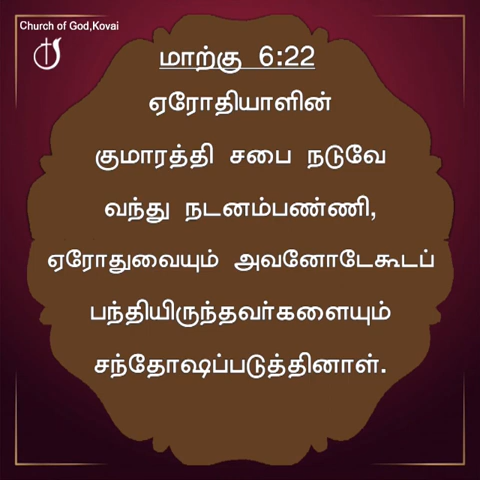 Church of God,Kovai
மாற்கு 6:22
ஏரோதியாளின்
குமாரத்தி சபை நடுவே
வந்து நடனம்பண்ணி,
ஏரோதுவையும் அவனோடேகூடப்
பந்தியிருந்தவர்களையும்
சந்தோஷப்படுத்தினாள்.